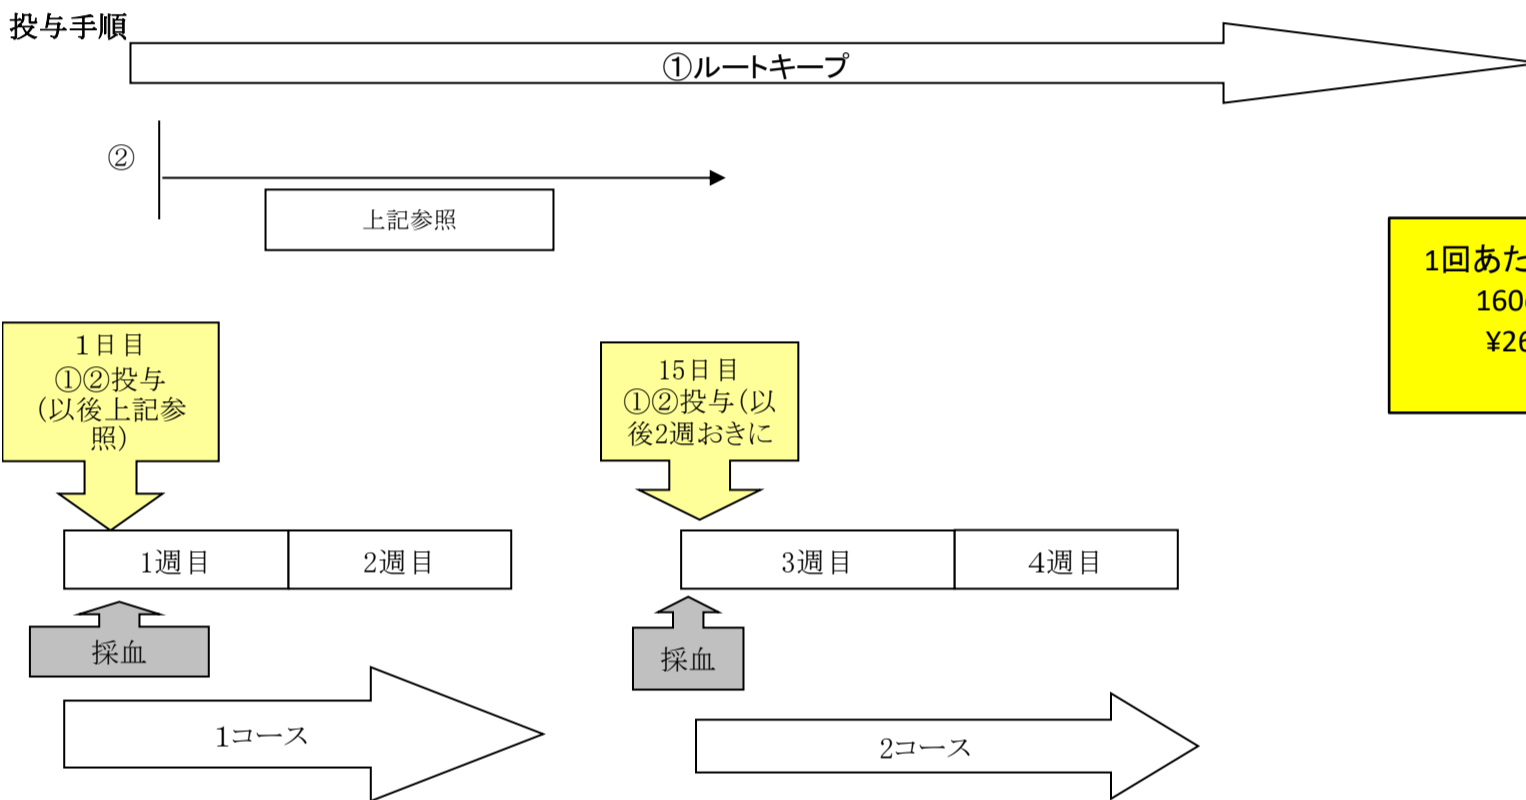 投与手順
①ルートキープ
②
上記参照
1回あた
160
¥26
1日目
①②投与
(以後上記参
照)
15日目
①②投与(以
後2週おきに
1週目
2週目
3週目
4週目
採血
採血
1コース
2コース